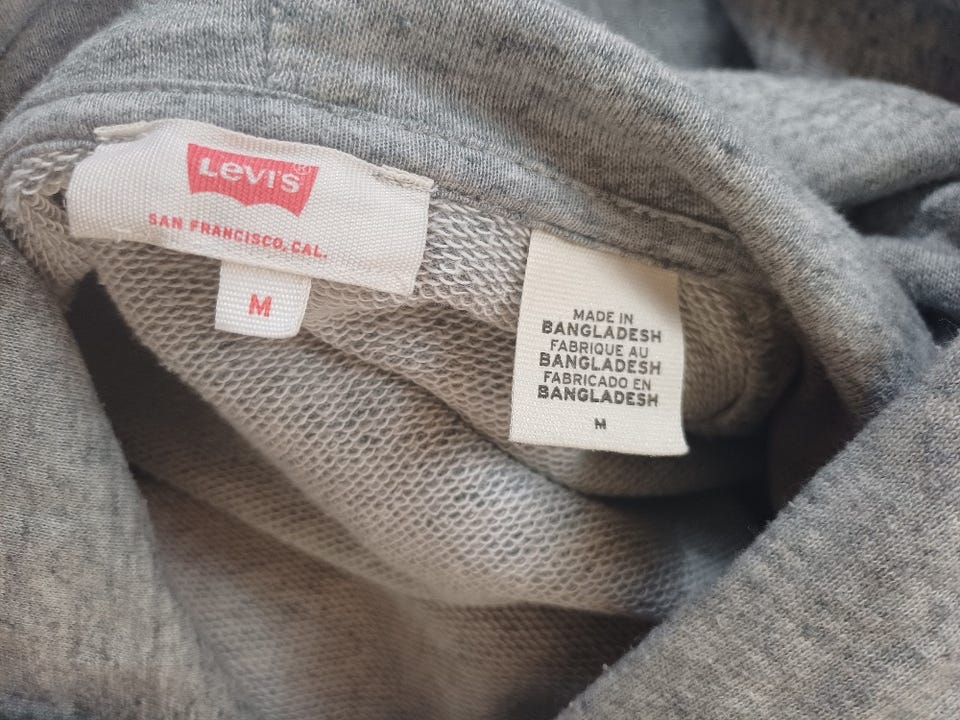 Levi's®
SAN FRANCISCO, CAL.
M
MADE IN
BANGLADESH
FABRIQUE AU
BANGLADESH
FABRICADO EN
BANGLADESH
M